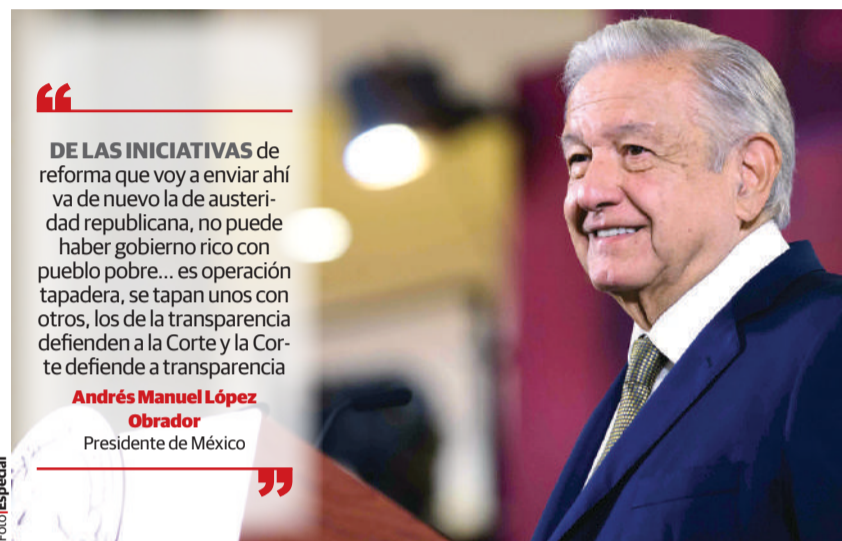 “
DE LAS INICIATIVAS de
reforma que voy a enviar ahí
va de nuevo la de austeri-
dad republicana, no puede
haber gobierno rico con
pueblo pobre... es operación
tapadera, se tapan unos con
otros, los de la transparencia
defienden a la Corte y la Cor-
te defiende a transparencia
Andrés Manuel López
Obrador
Presidente de México
”
Foto|Especial